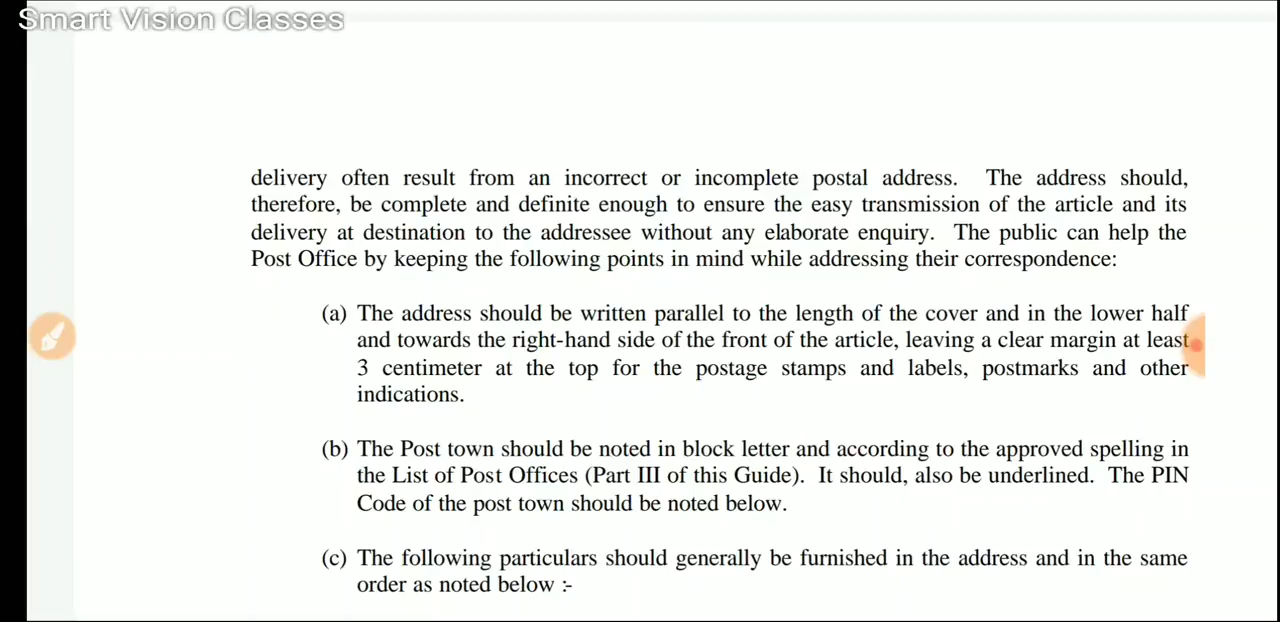 Smart Vision Classes
delivery often result from an incorrect or incomplete postal address. The address should,
therefore, be complete and definite enough to ensure the easy transmission of the article and its
delivery at destination to the addressee without any elaborate enquiry. The public can help the
Post Office by keeping the following points in mind while addressing their correspondence:
(a) The address should be written parallel to the length of the cover and in the lower half
and towards the right-hand side of the front of the article, leaving a clear margin at least
3 centimeter at the top for the postage stamps and labels, postmarks and other
indications.
(b) The Post town should be noted in block letter and according to the approved spelling in
the List of Post Offices (Part III of this Guide). It should, also be underlined. The PIN
Code of the post town should be noted below.
(c) The following particulars should generally be furnished in the address and in the same
order as noted below :-